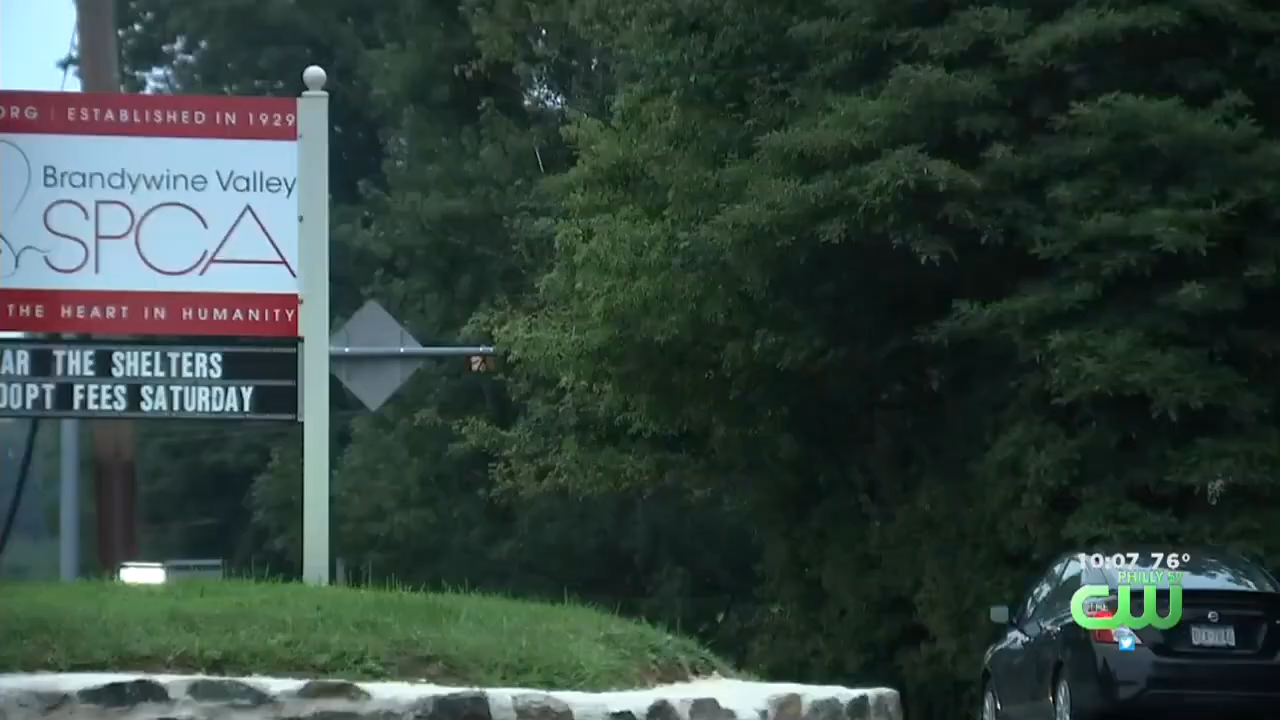 ORG | ESTABLISHED IN 1929
Brandywine Valley
SPCA
THE HEART IN HUMANITY
AR THE SHELTERS
DOPT FEES SATURDAY
10:07 76°
PHILLY 57
CW